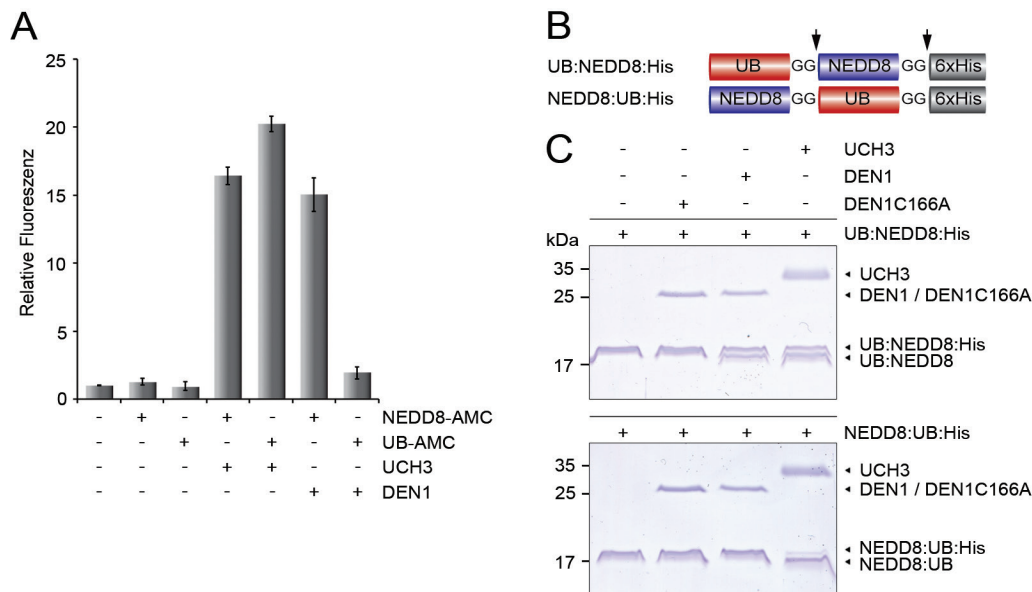 A
25
20
15
10
5
0
Relative Fluoreszenz
- + - + - + - NEDD8-AMC
- - + - + - + UB-AMC
- - - + + - - UCH3
- - - - - + + DEN1
B
UB:NEDD8:His UB GG NEDD8 GG 6xHis
NEDD8:UB:His NEDD8 GG UB GG 6xHis
C
- - - + UCH3
- - + - DEN1
- + - - DEN1C166A
+ + + + UB:NEDD8:His
kDa
35
25
17
UCH3
DEN1 / DEN1C166A
UB:NEDD8:His
UB:NEDD8
+ + + + NEDD8:UB:His
35
25
17
UCH3
DEN1 / DEN1C166A
NEDD8:UB:His
NEDD8:UB